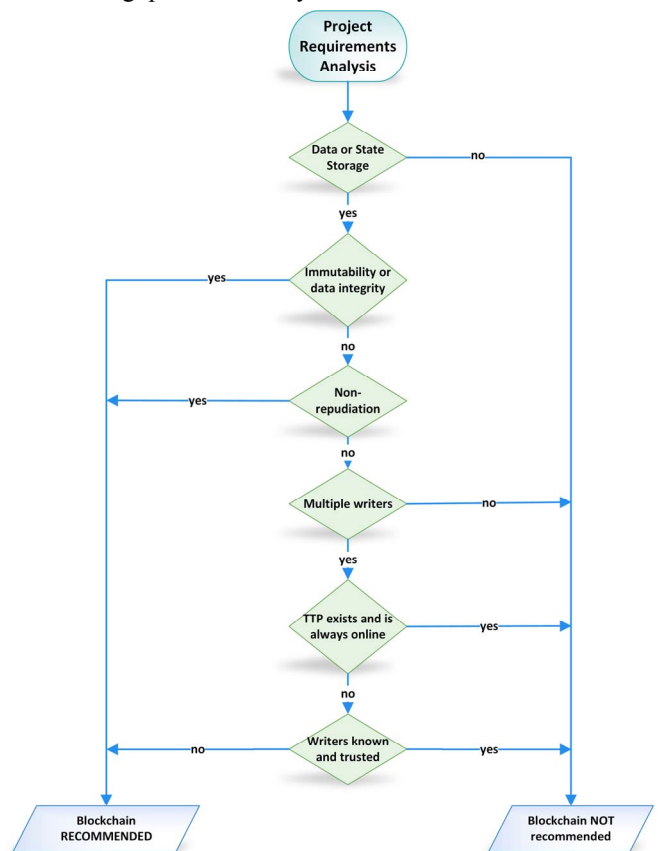 Project
Requirements
Analysis
Data or State
Storage
no
yes
Immutability or
data integrity
yes
no
Non-
repudiation
yes
no
Multiple writers
no
yes
TTP exists and is
always online
yes
no
Writers known
and trusted
no
yes
Blockchain
RECOMMENDED
Blockchain NOT
recommended